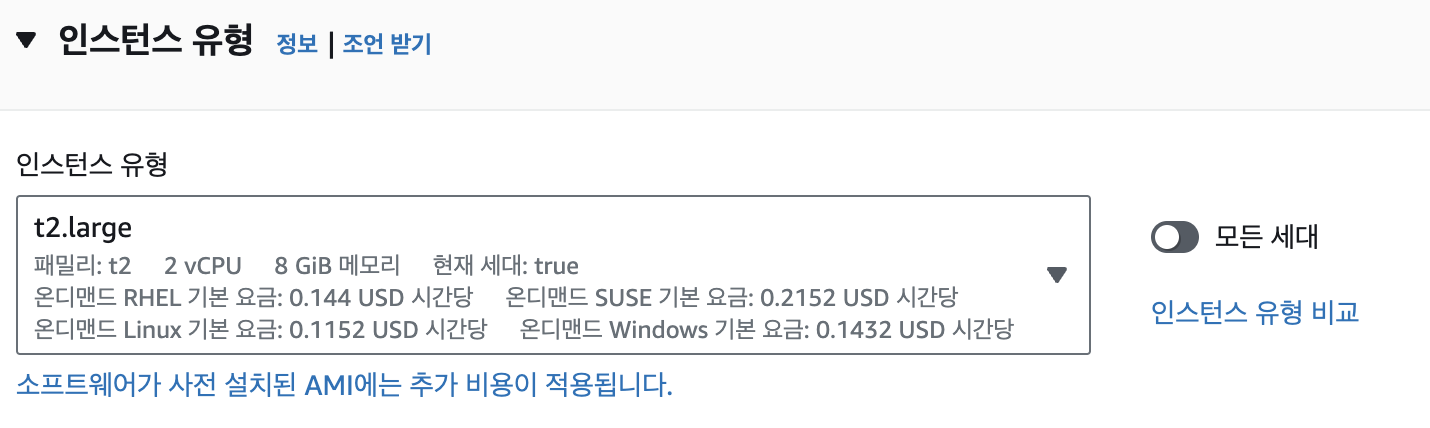 인스턴스 유형 정보 | 조언 받기
인스턴스 유형
t2.large
패밀리: t2 2 vCPU 8 GiB 메모리 현재 세대: true
온디맨드 RHEL 기본 요금: 0.144 USD 시간당 온디맨드 SUSE 기본 요금: 0.2152 USD 시간당
온디맨드 Linux 기본 요금: 0.1152 USD 시간당 온디맨드 Windows 기본 요금: 0.1432 USD 시간당
모든 세대
인스턴스 유형 비교
소프트웨어가 사전 설치된 AMI에는 추가 비용이 적용됩니다.